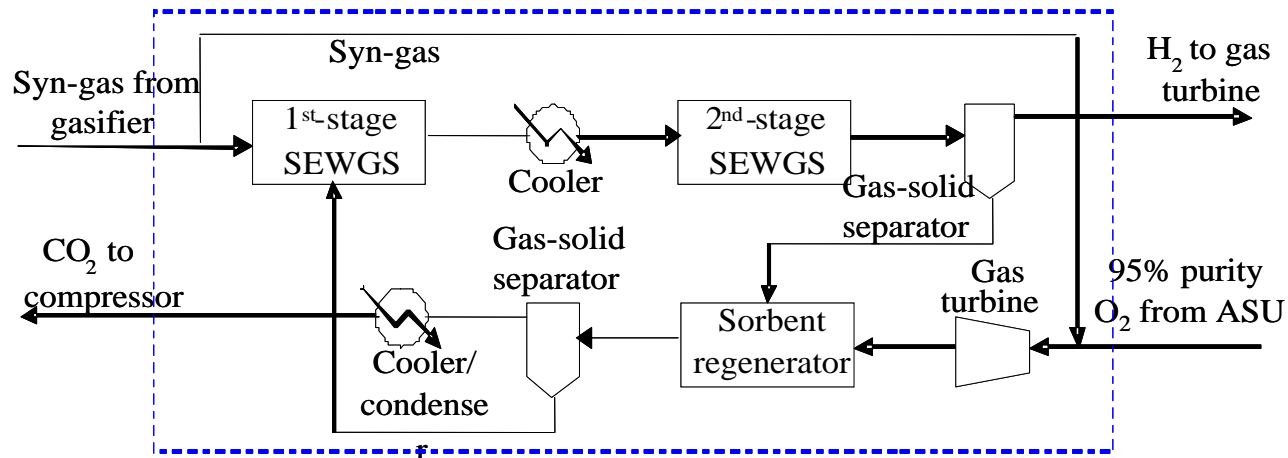 Syn-gas
H₂ to gas
turbine
Syn-gas from
gasifier
1st-stage
SEWGS
Cooler
2nd-stage
SEWGS
Gas-solid
separator
CO₂ to
compressor
Gas-solid
separator
Cooler/
condense
r
Sorbent
regenerator
Gas
turbine
95% purity
O₂ from ASU